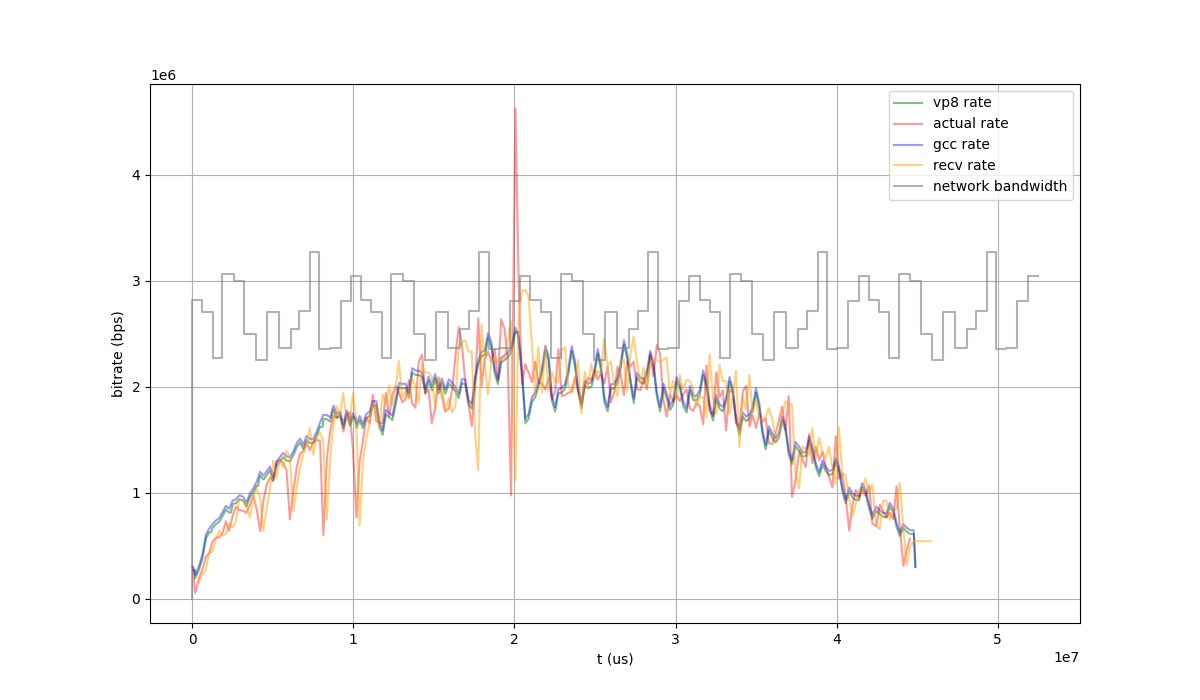 1e6
vp8 rate
actual rate
gcc rate
recv rate
network bandwidth
4
3
2
1
0
bitrate (bps)
0 1 2 3 4 5
t (us)
1e7